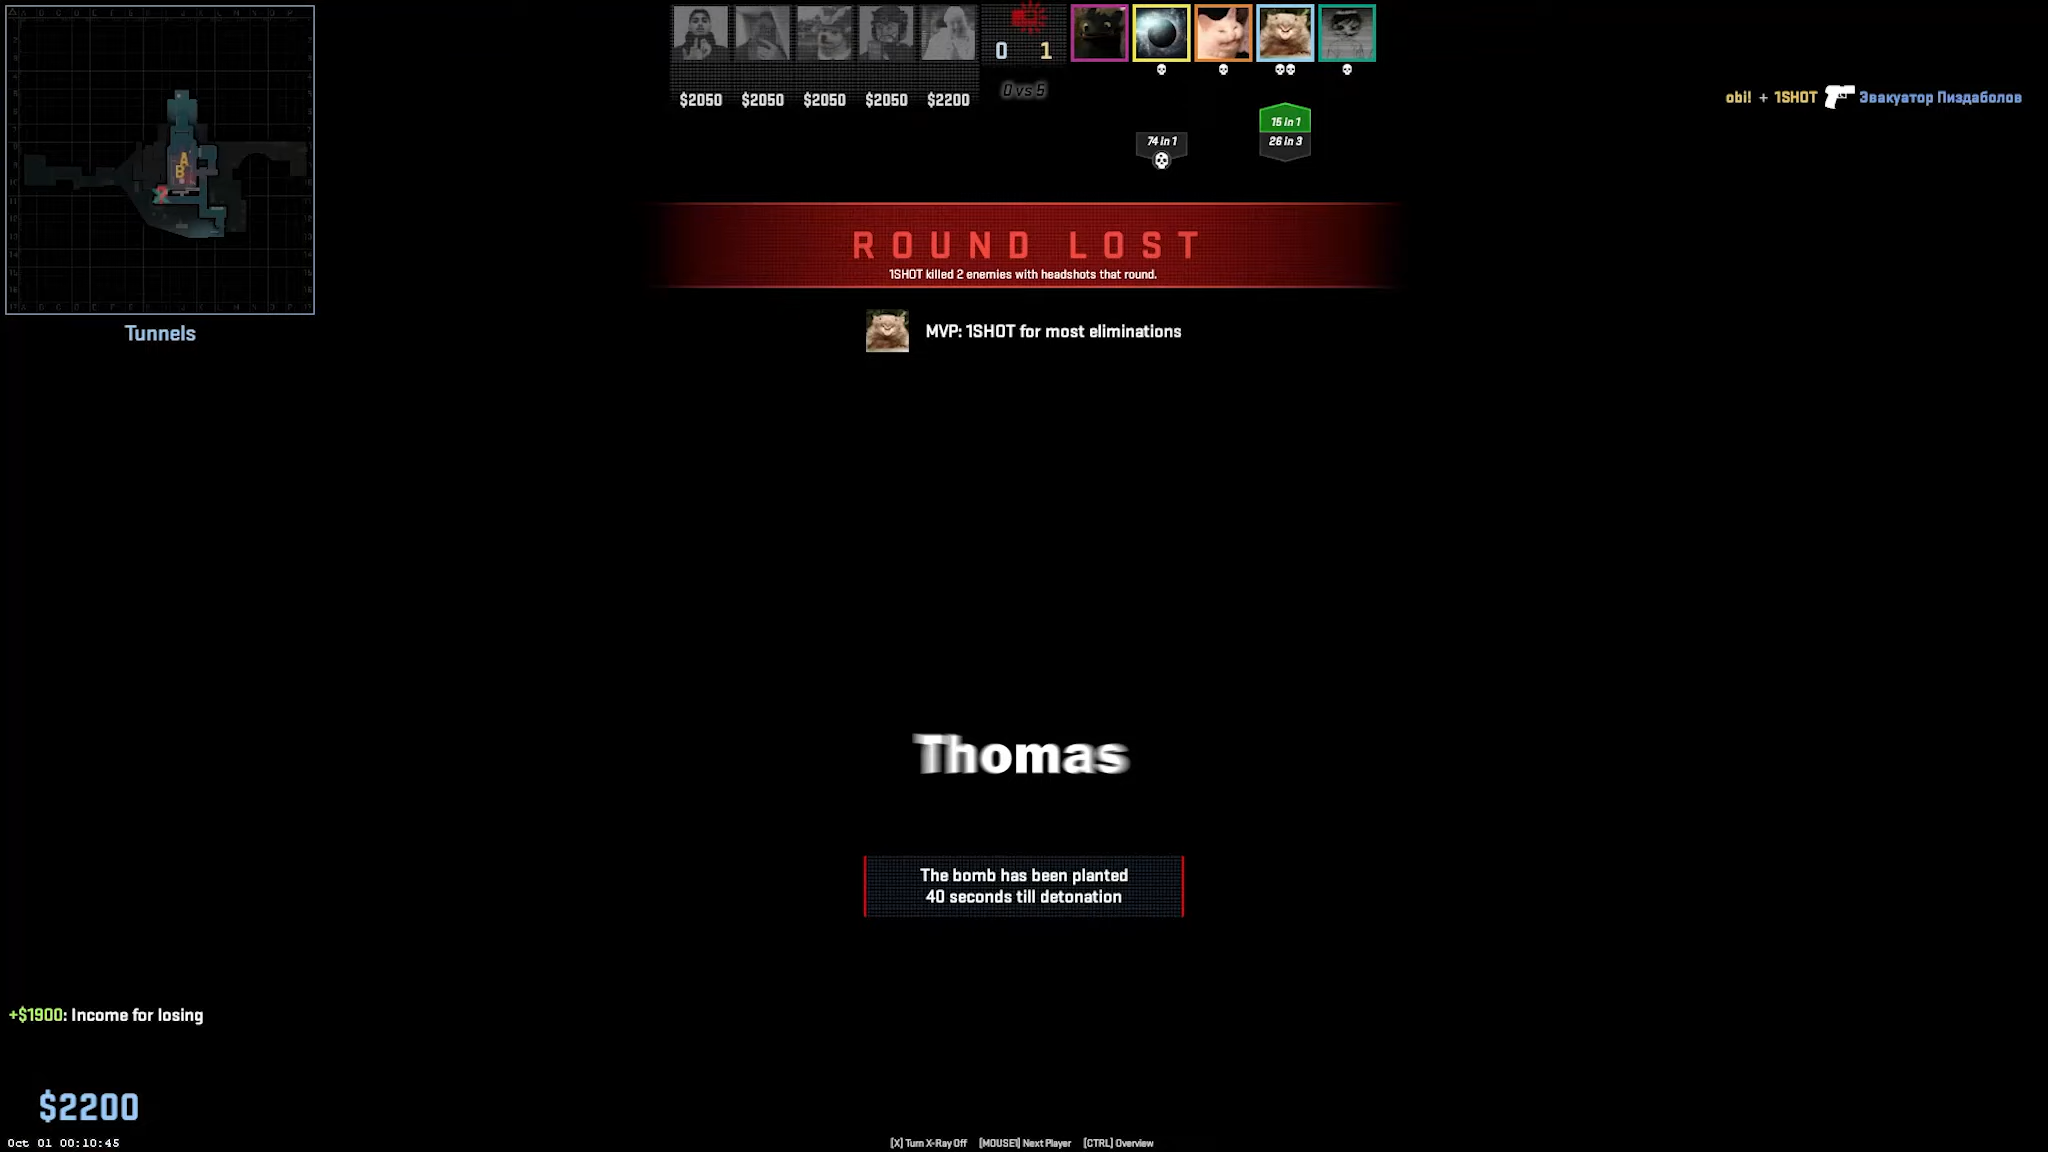 0 1
$2050 $2050 $2050 $2050 $2200
0 vs 5
obi! + 1SHOT Эвакуатор Пиздаболов
15 in 1
74 in 1
26 in 3
A
B
ROUND LOST
1SHOT killed 2 enemies with headshots that round.
Tunnels
MVP: 1SHOT for most eliminations
Thomas
The bomb has been planted
40 seconds till detonation
+$1900: Income for losing
$2200
Oct 01 00:10:45
[X] Turn X-Ray Off [MOUSE1] Next Player [CTRL] Overview